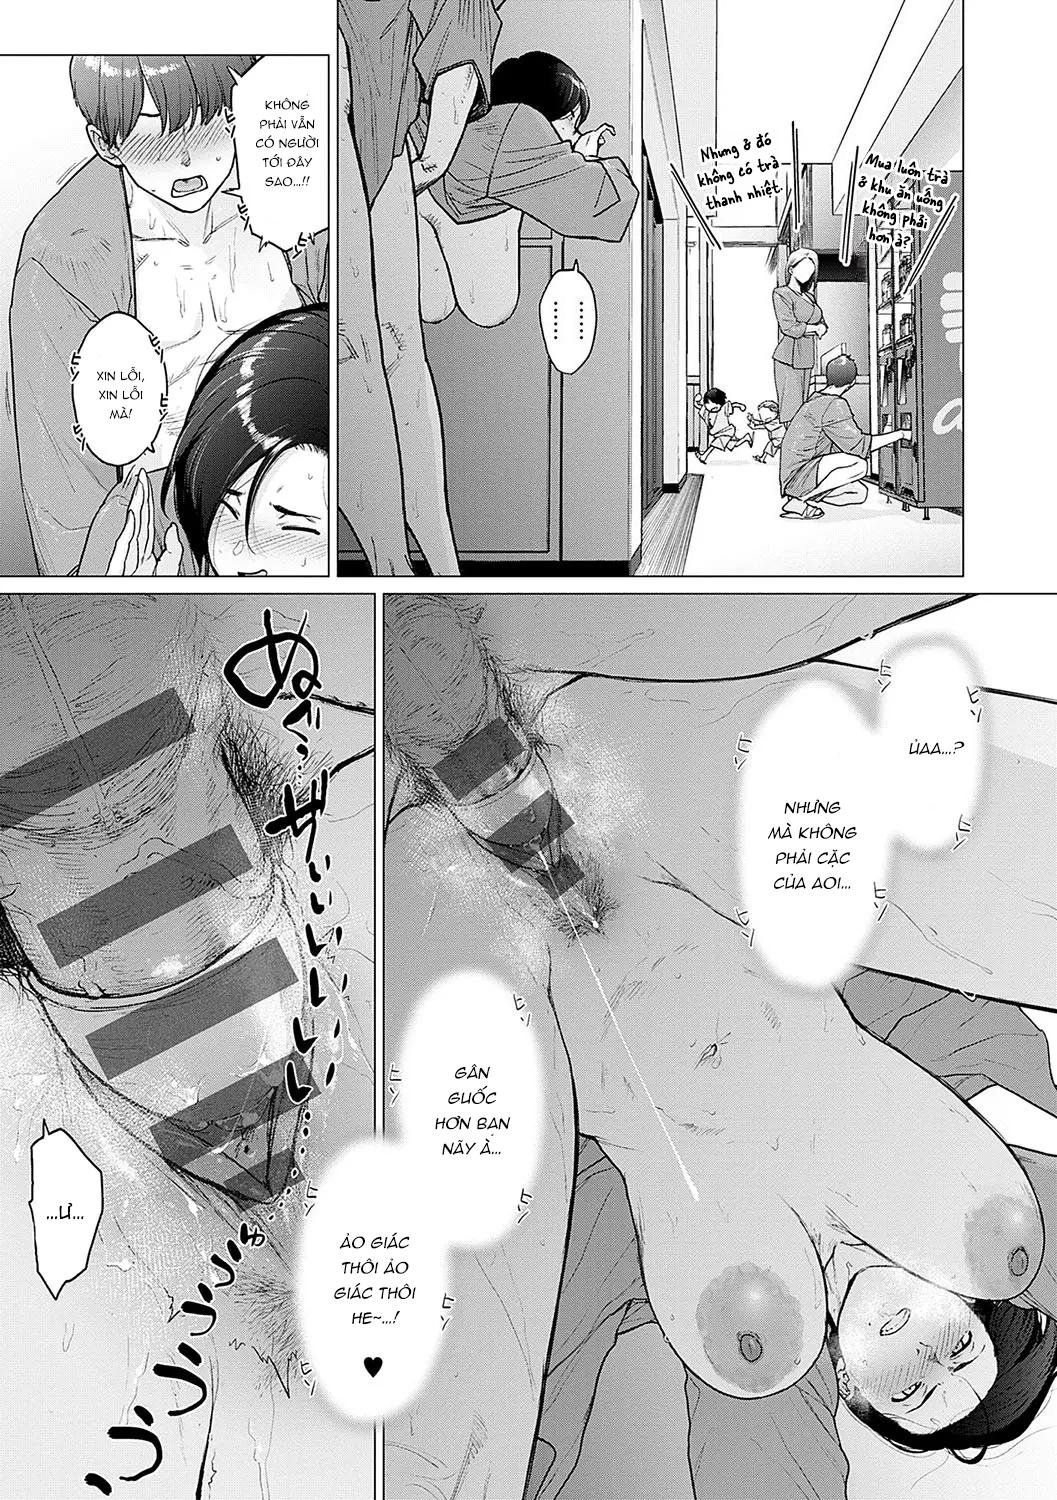 Mua luôn trà
ở khu ăn uống
không phải
hơn à?
Nhưng ở đó
không có trà
thanh nhiệt.
KHÔNG
PHẢI VẪN
CÓ NGƯỜI
TỚI ĐÂY
SAO...!!
XIN LỖI,
XIN LỖI
MÀ!
ỦAA...?
NHƯNG
MÀ KHÔNG
PHẢI CẶC
CỦA AOI...
GÂN
GUỐC
HƠN BẠN
NÃY À...
ẢO GIÁC
THÔI ẢO
GIÁC THÔI
HE~...!
♥
...Ư...